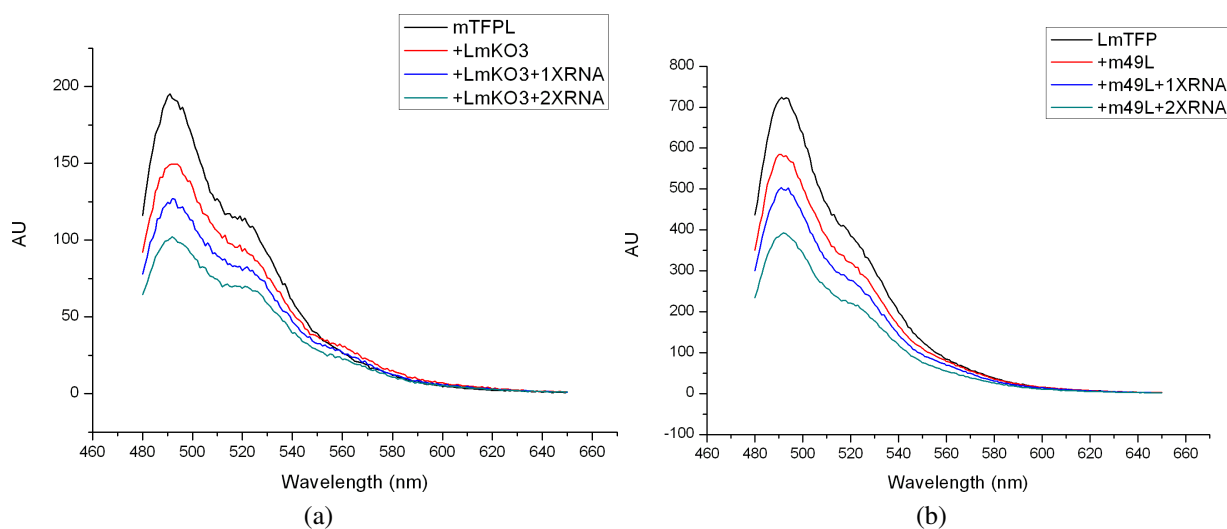 mTFPL
+LmKO3
+LmKO3+1XRNA
+LmKO3+2XRNA
200
150
100
50
0
AU
460 480 500 520 540 560 580 600 620 640 660
Wavelength (nm)
(a)
LmTFP
+m49L
+m49L+1XRNA
+m49L+2XRNA
800
700
600
500
400
300
200
100
0
-100
AU
460 480 500 520 540 560 580 600 620 640 660
Wavelength (nm)
(b)